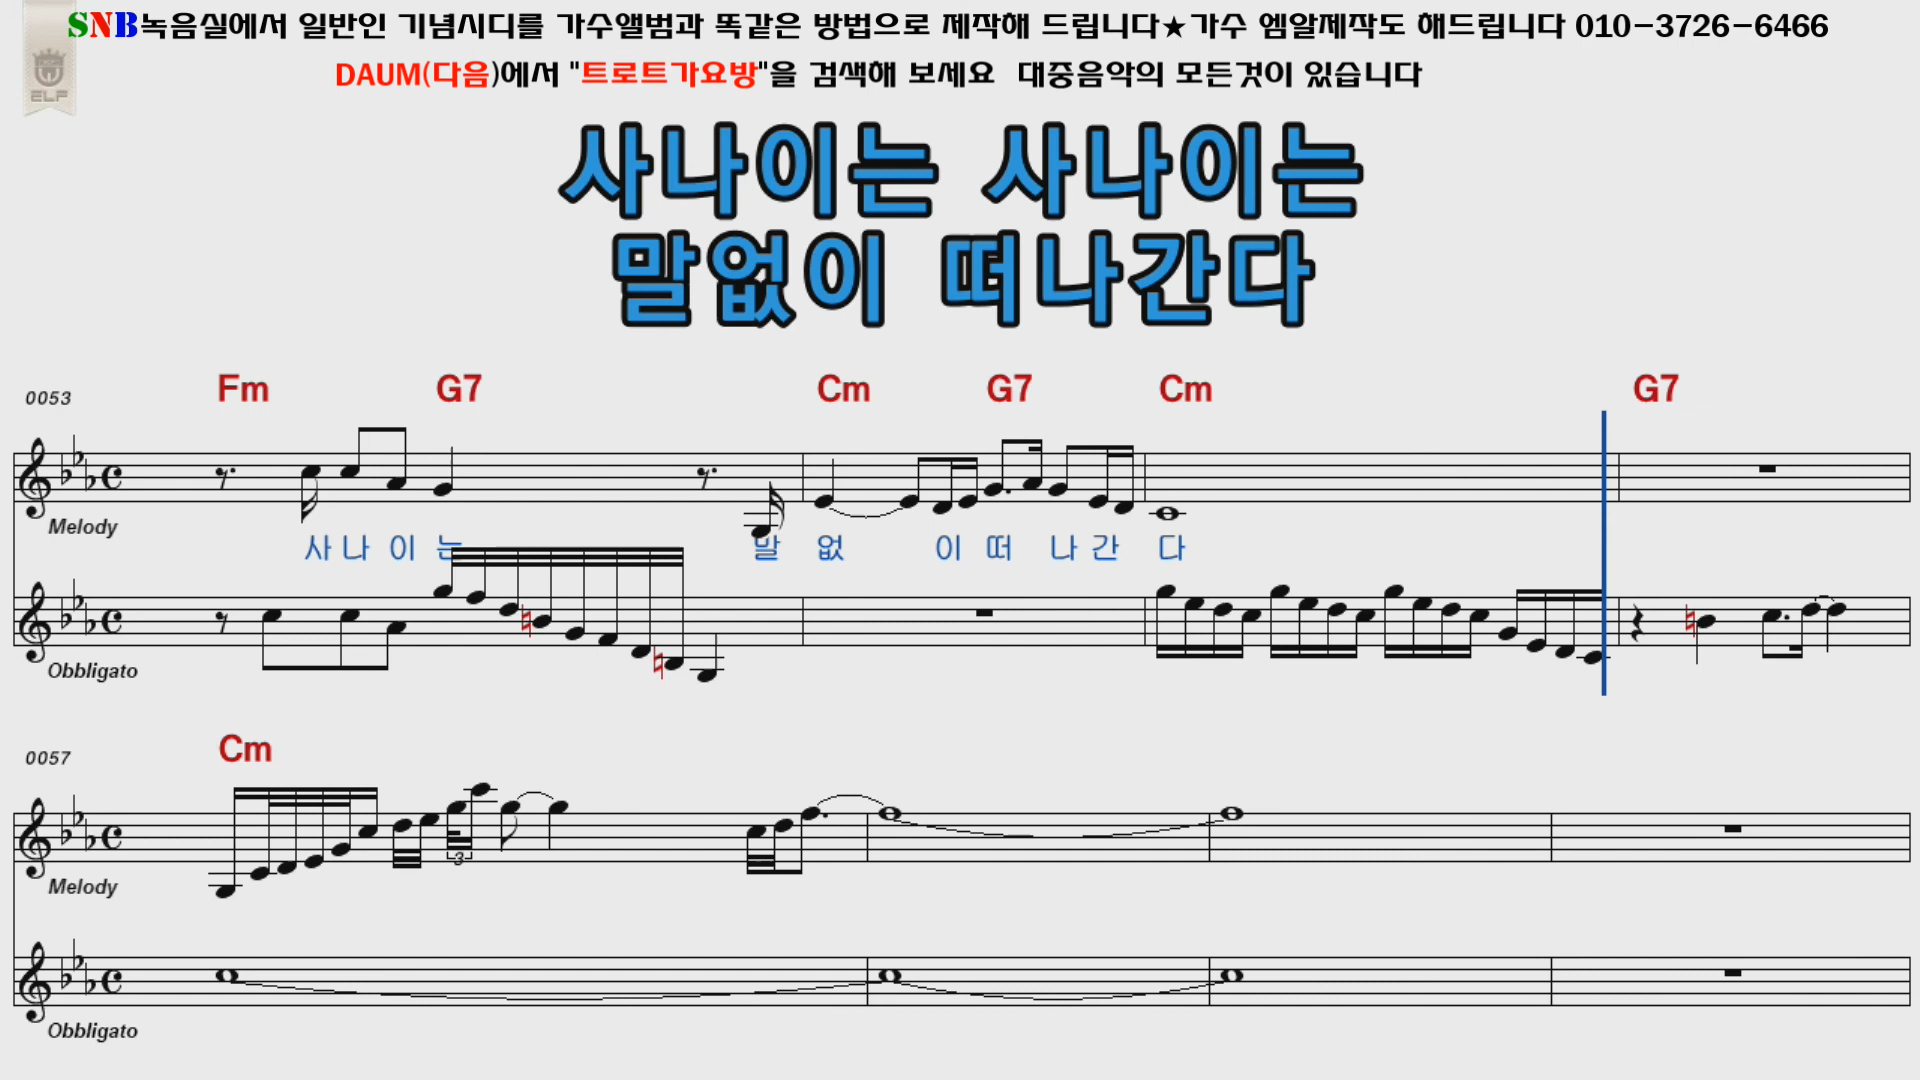 SNB녹음실에서 일반인 기념시디를 가수앨범과 똑같은 방법으로 제작해 드립니다★가수 엠알제작도 해드립니다 010-3726-6466
ELF
DAUM(다음)에서 "트로트가요방"을 검색해 보세요 대중음악의 모든것이 있습니다
사나이는 사나이는
말없이 떠나간다
0053 Fm G7 Cm G7 Cm G7
Melody
사 나 이 는 말 없 이 떠 나 간 다
Obbligato
0057 Cm
3
Melody
Obbligato